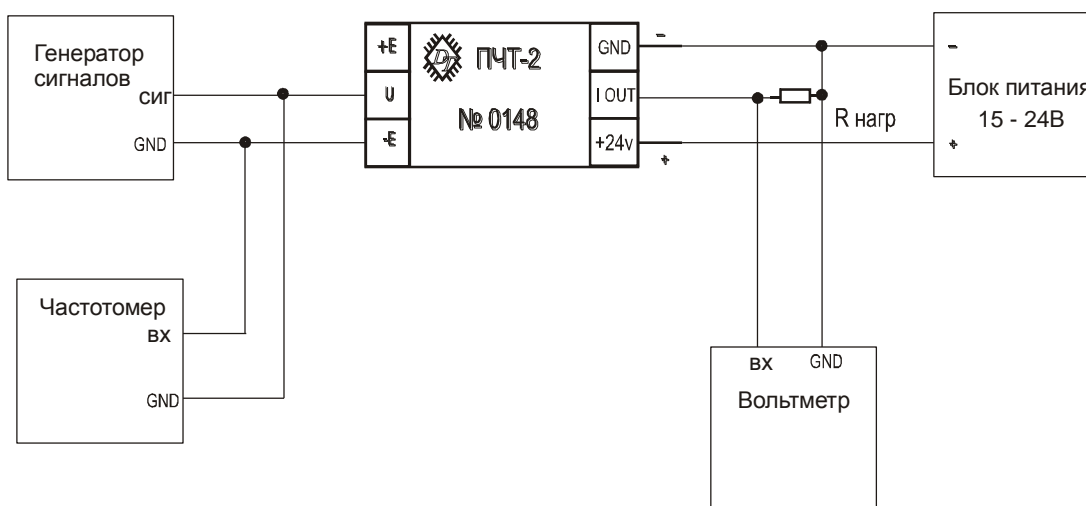 Генератор
сигналов
сиг
GND
+E
U
-E
DT
ПЧТ-2
№ 0148
GND
I OUT
+24v
-
+
R нагр
-
Блок питания
15 - 24В
+
Частотомер
вх
GND
вх GND
Вольтметр